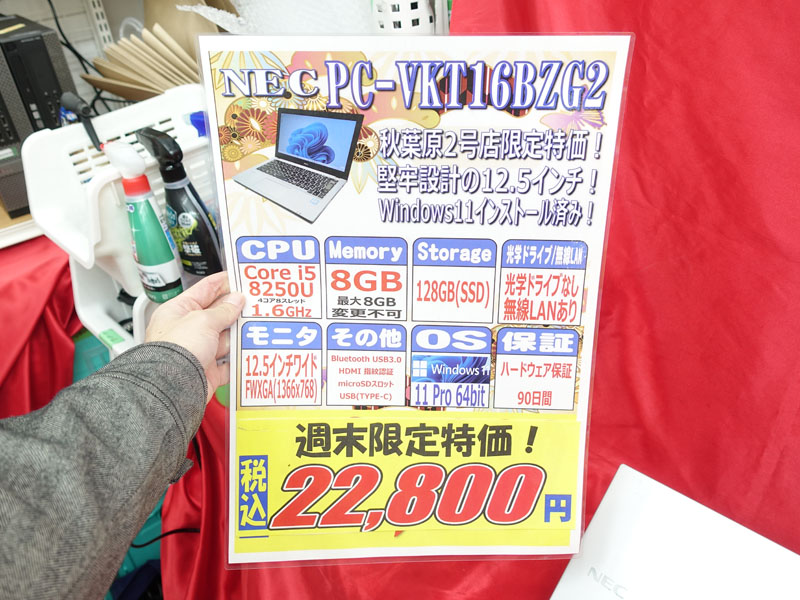 NEC PC-VKT16BZG2
秋葉原2号店限定特価！
堅牢設計の12.5インチ！
Windows11インストール済み！
CPU
Core i5
8250U
4コア8スレッド
1.6GHz
Memory
8GB
最大8GB
変更不可
Storage
128GB(SSD)
光学ドライブ/無線LAN
光学ドライブなし
無線LANあり
モニタ
12.5インチワイド
FWXGA(1366x768)
その他
Bluetooth USB3.0
HDMI 指紋認証
microSDスロット
USB(TYPE-C)
OS
Windows 11
11 Pro 64bit
保証
ハードウェア保証
90日間
週末限定特価！
税込
22,800円
NEC